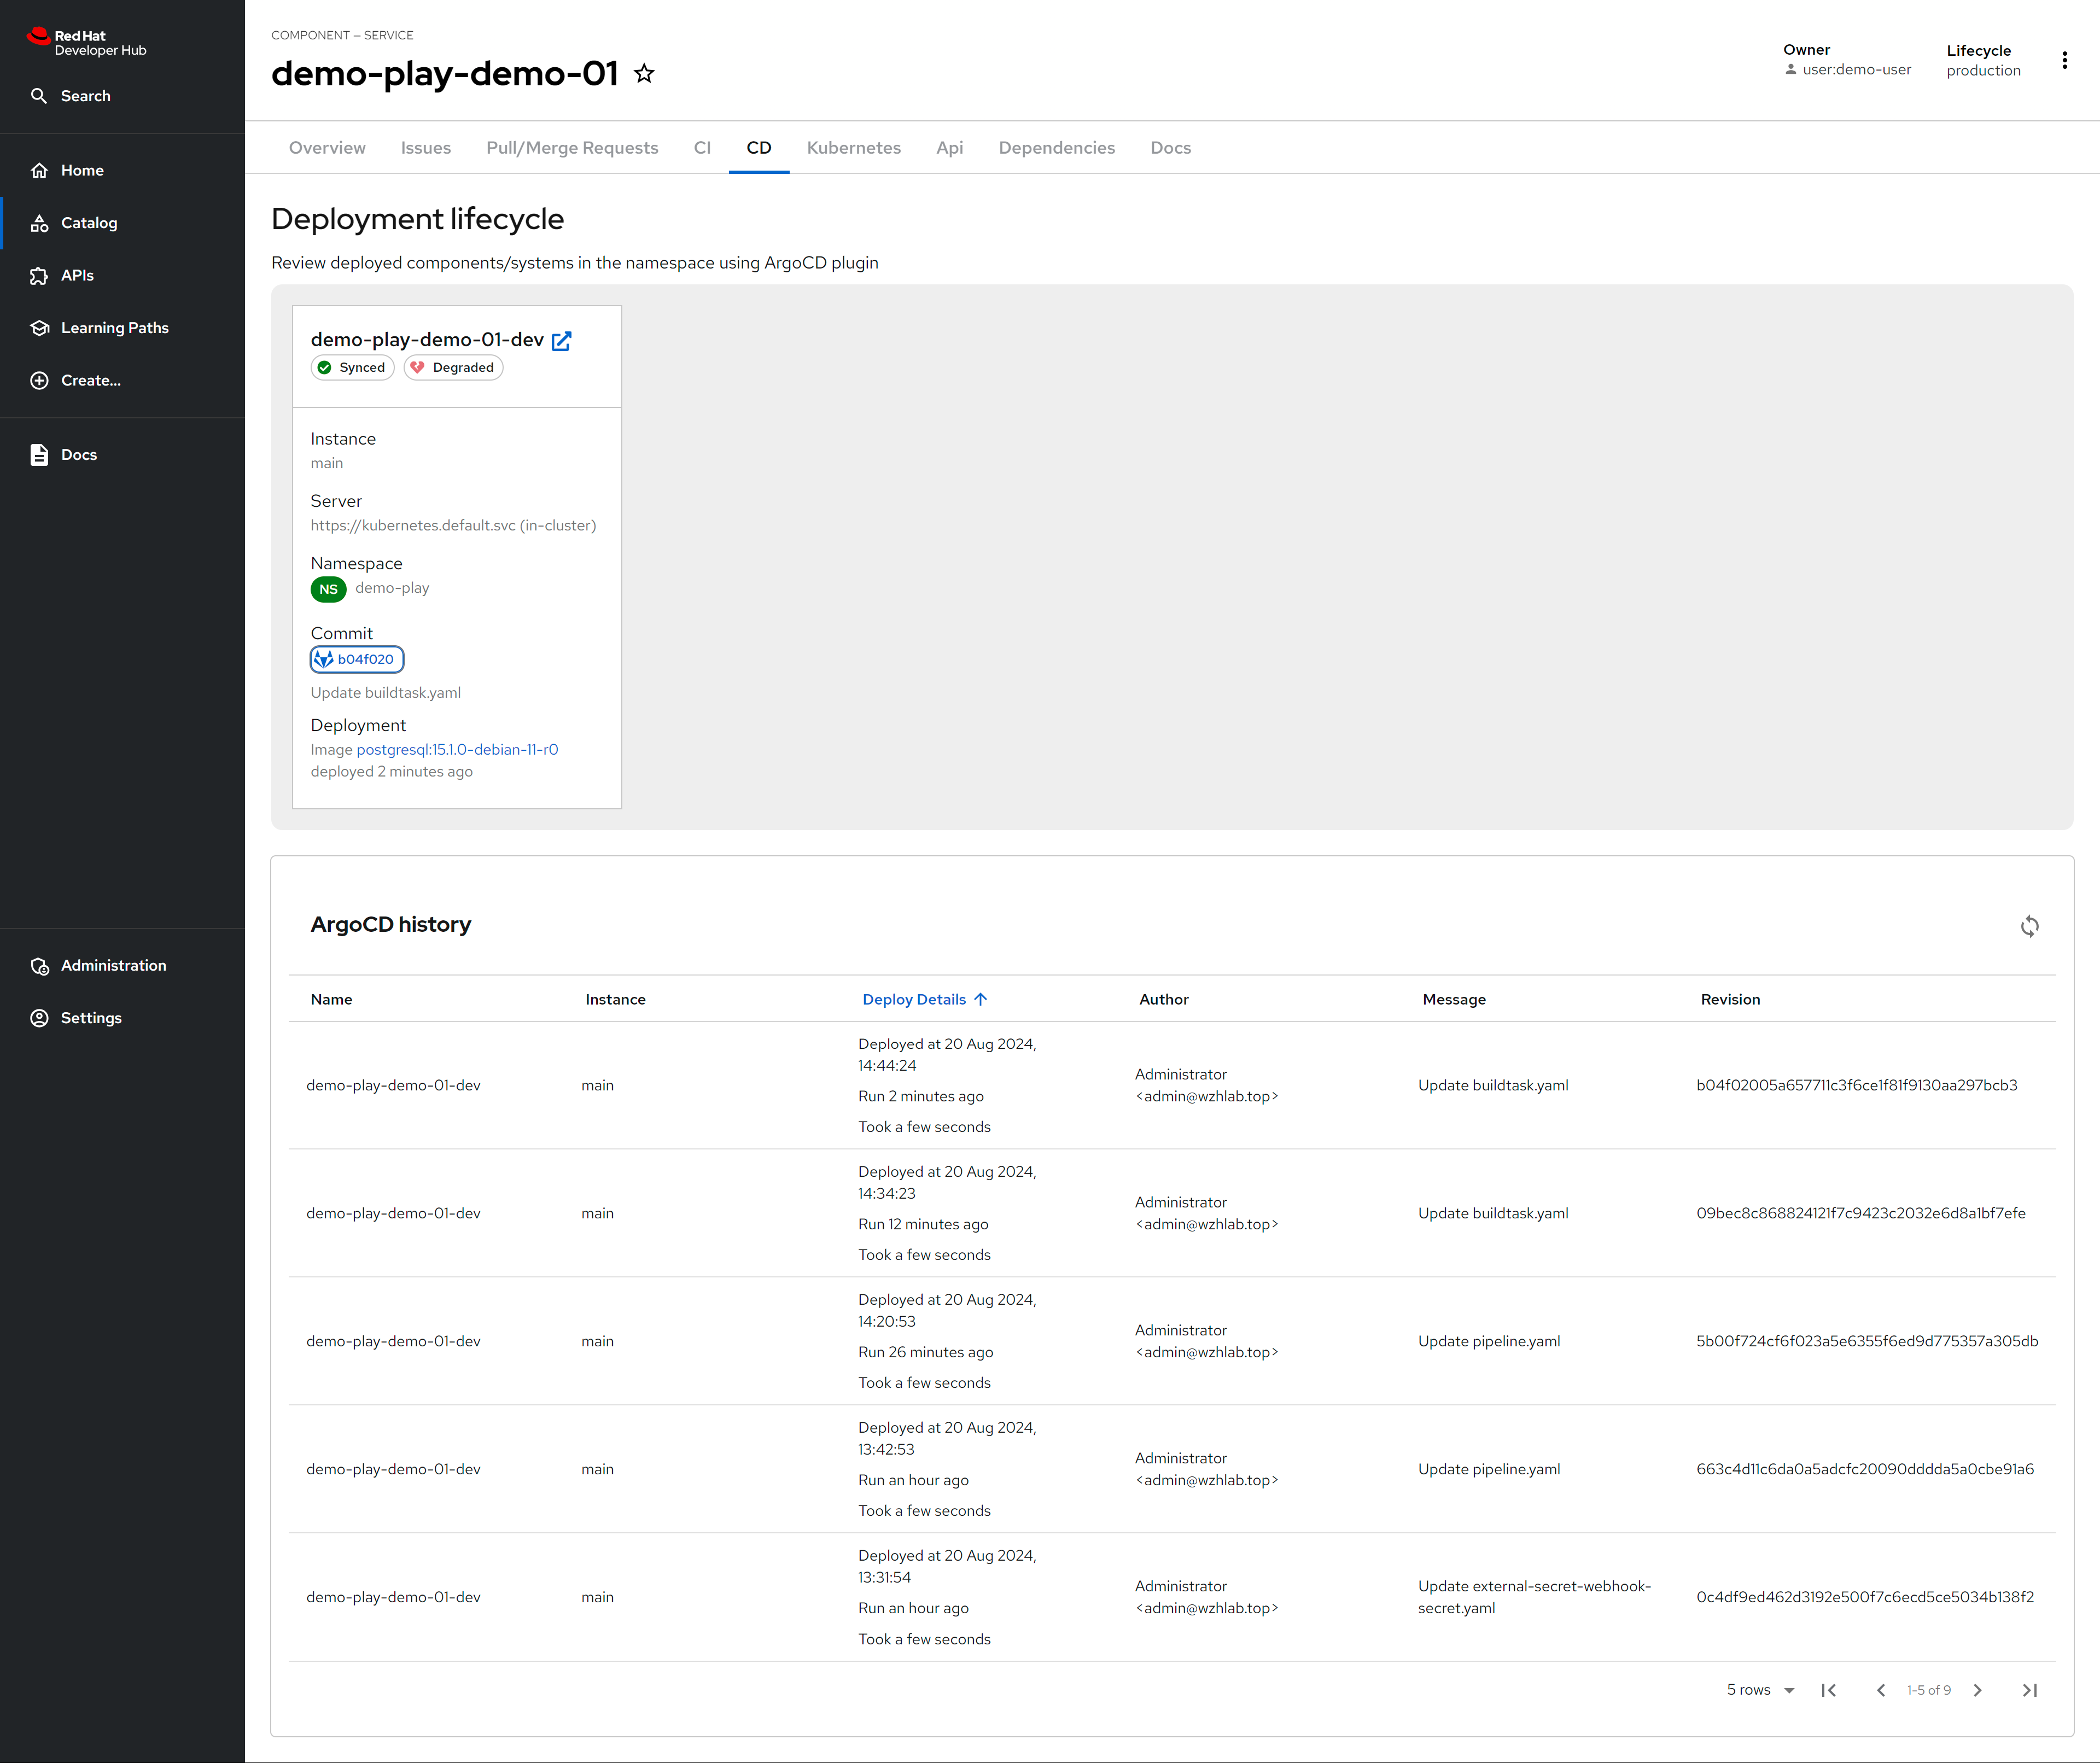 Red Hat
Developer Hub
Search
Home
Catalog
APIs
Learning Paths
Create...
Docs
Administration
Settings
COMPONENT — SERVICE
demo-play-demo-01
Owner
user:demo-user
Lifecycle
production
Overview Issues Pull/Merge Requests CI CD Kubernetes Api Dependencies Docs
Deployment lifecycle
Review deployed components/systems in the namespace using ArgoCD plugin
demo-play-demo-01-dev
Synced Degraded
Instance
main
Server
https://kubernetes.default.svc (in-cluster)
Namespace
NS demo-play
Commit
b04f020
Update buildtask.yaml
Deployment
Image postgresql:15.1.0-debian-11-r0
deployed 2 minutes ago
ArgoCD history
Name Instance Deploy Details Author Message Revision
demo-play-demo-01-dev
main
Deployed at 20 Aug 2024,
14:44:24
Run 2 minutes ago
Took a few seconds
Administrator
<admin@wzhlab.top>
Update buildtask.yaml
b04f02005a657711c3f6ce1f81f9130aa297bcb3
demo-play-demo-01-dev
main
Deployed at 20 Aug 2024,
14:34:23
Run 12 minutes ago
Took a few seconds
Administrator
<admin@wzhlab.top>
Update buildtask.yaml
09bec8c868824121f7c9423c2032e6d8a1bf7efe
demo-play-demo-01-dev
main
Deployed at 20 Aug 2024,
14:20:53
Run 26 minutes ago
Took a few seconds
Administrator
<admin@wzhlab.top>
Update pipeline.yaml
5b00f724cf6f023a5e6355f6ed9d775357a305db
demo-play-demo-01-dev
main
Deployed at 20 Aug 2024,
13:42:53
Run an hour ago
Took a few seconds
Administrator
<admin@wzhlab.top>
Update pipeline.yaml
663c4d11c6da0a5adcfc20090dddda5a0cbe91a6
demo-play-demo-01-dev
main
Deployed at 20 Aug 2024,
13:31:54
Run an hour ago
Took a few seconds
Administrator
<admin@wzhlab.top>
Update external-secret-webhook-
secret.yaml
0c4df9ed462d3192e500f7c6ecd5ce5034b138f2
5 rows 1-5 of 9